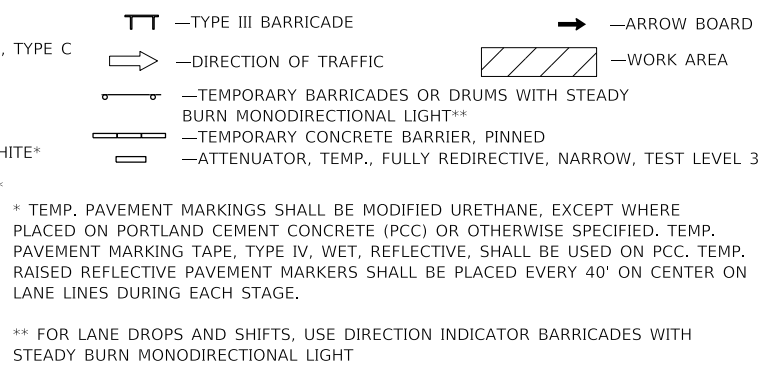 —TYPE III BARRICADE
—ARROW BOARD
, TYPE C
—DIRECTION OF TRAFFIC
—WORK AREA
—TEMPORARY BARRICADES OR DRUMS WITH STEADY
BURN MONODIRECTIONAL LIGHT**
—TEMPORARY CONCRETE BARRIER, PINNED
HITE*
—ATTENUATOR, TEMP., FULLY REDIRECTIVE, NARROW, TEST LEVEL 3
*
* TEMP. PAVEMENT MARKINGS SHALL BE MODIFIED URETHANE, EXCEPT WHERE
PLACED ON PORTLAND CEMENT CONCRETE (PCC) OR OTHERWISE SPECIFIED. TEMP.
PAVEMENT MARKING TAPE, TYPE IV, WET, REFLECTIVE, SHALL BE USED ON PCC. TEMP.
RAISED REFLECTIVE PAVEMENT MARKERS SHALL BE PLACED EVERY 40' ON CENTER ON
LANE LINES DURING EACH STAGE.
** FOR LANE DROPS AND SHIFTS, USE DIRECTION INDICATOR BARRICADES WITH
STEADY BURN MONODIRECTIONAL LIGHT